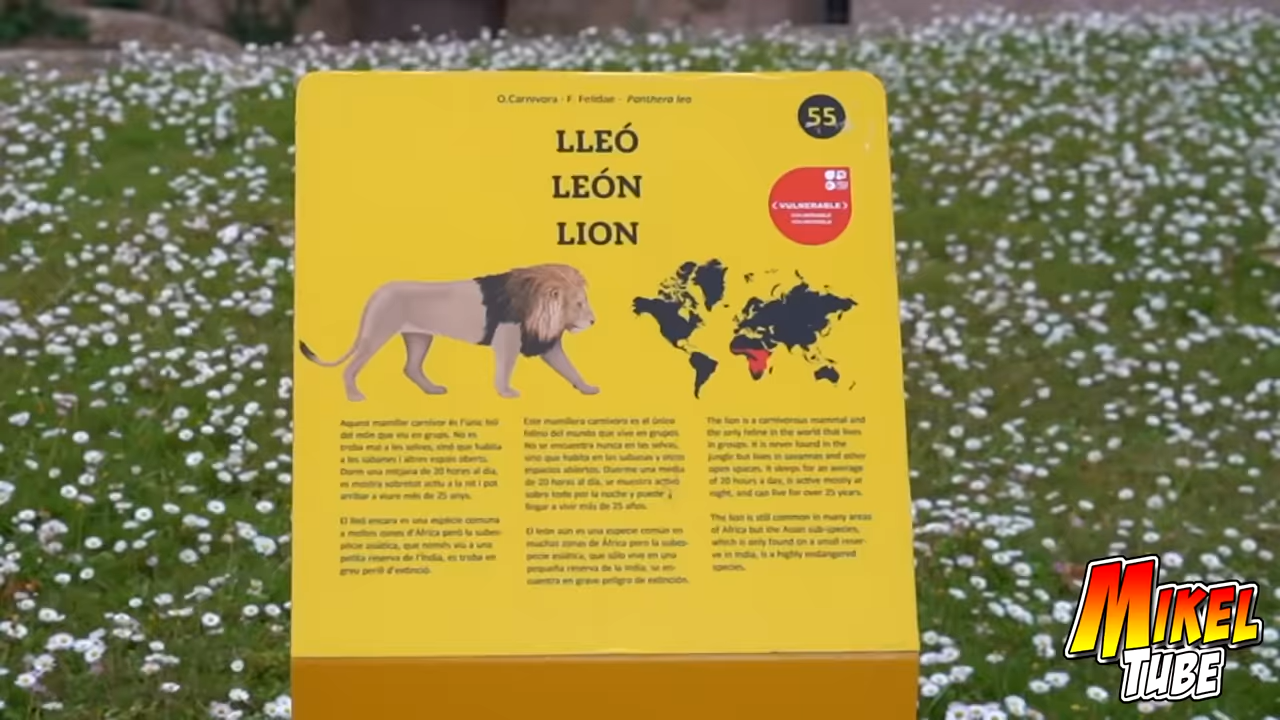 O.Carnivora - F. Felidae - Panthera leo
55
LLEÓ
LEÓN
LION
VULNERABLE
VULNERABLE
VULNERABLE
Aquest mamífer carnívor és l'únic felí
del món que viu en grups. No es
troba mai a les selves, sinó que habita
a les sabanes i altres espais oberts.
Dorm una mitjana de 20 hores al dia,
es mostra sobretot actiu a la nit i pot
arribar a viure més de 25 anys.
El lleó encara es una espècie comuna
a moltes zones d'Àfrica però la subes-
pècie asiàtica, que només viu a una
petita reserva de l'Índia, es troba en
greu perill d'extinció.
Este mamífero carnívoro es el único
felino del mundo que vive en grupos.
No se encuentra nunca en las selvas,
sino que habita en las sabanas y otros
espacios abiertos. Duerme una media
de 20 horas al día, se muestra activo
sobre todo por la noche y puede
llegar a vivir más de 25 años.
El león aún es una especie común en
muchas zonas de África pero la subes-
pecie asiática, que sólo vive en una
pequeña reserva de la India, se en-
cuentra en grave peligro de extinción.
The lion is a carnivorous mammal and
the only feline in the world that lives
in groups. It is never found in the
jungle but lives in savannas and other
open spaces. It sleeps for an average
of 20 hours a day, is active mostly at
night, and can live for over 25 years.
The lion is still common in many areas
of Africa but the Asian sub-species,
which is only found on a small reser-
ve in India, is a highly endangered
species.
MIKEL
TUBE